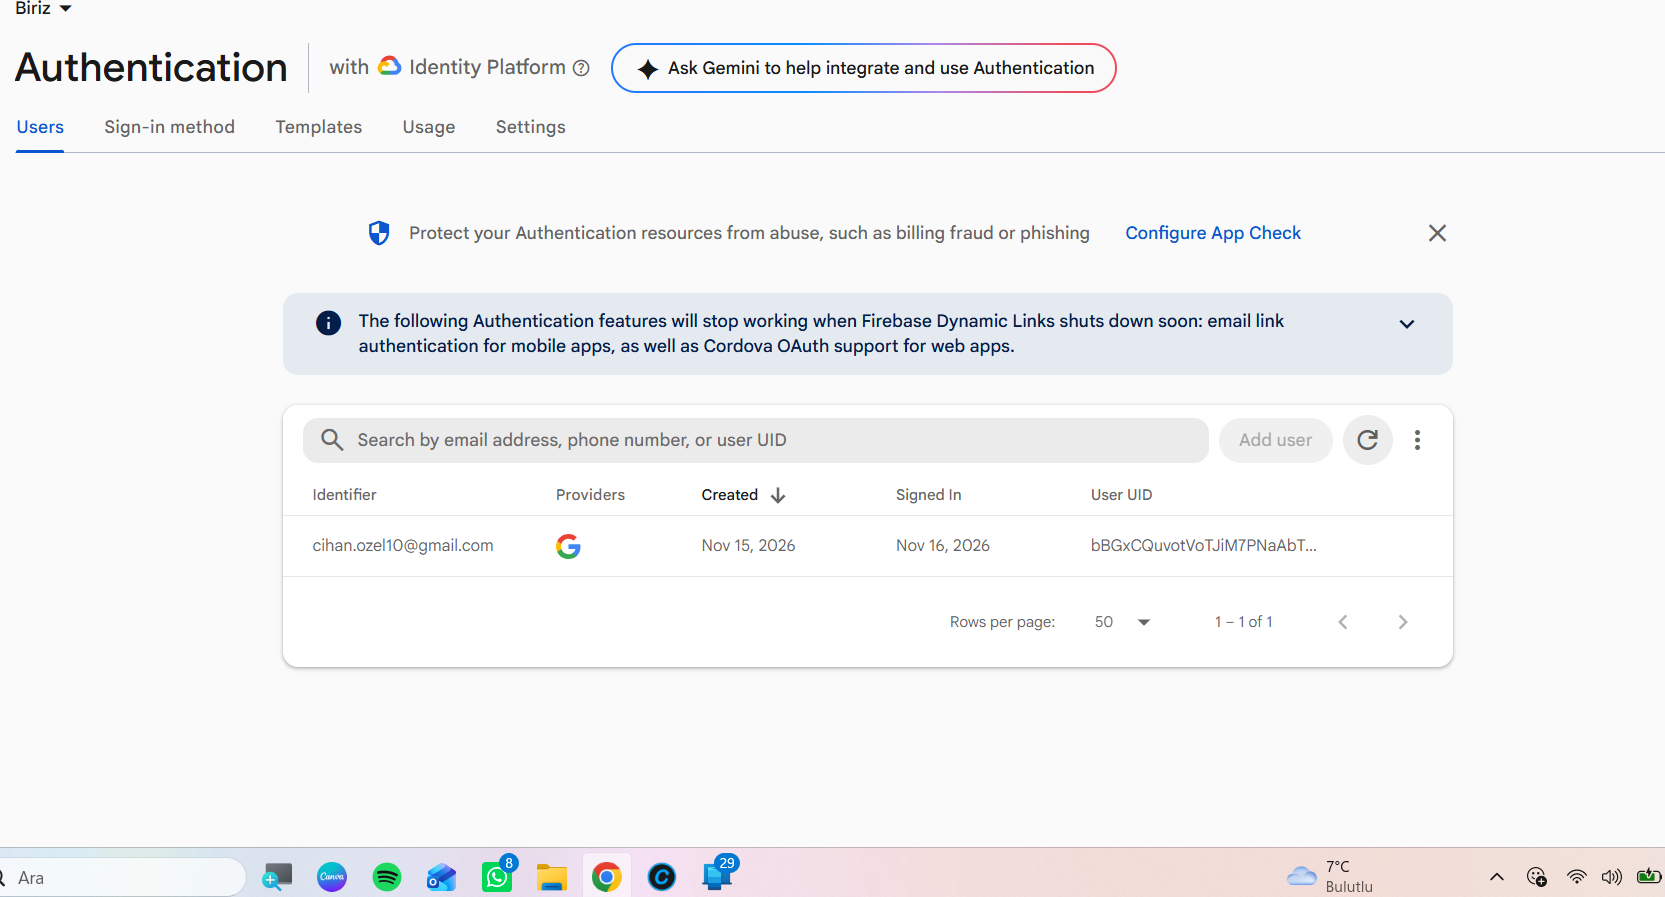 Biriz
Authentication
with Identity Platform
Ask Gemini to help integrate and use Authentication
Users Sign-in method Templates Usage Settings
Protect your Authentication resources from abuse, such as billing fraud or phishing Configure App Check
The following Authentication features will stop working when Firebase Dynamic Links shuts down soon: email link
authentication for mobile apps, as well as Cordova OAuth support for web apps.
Search by email address, phone number, or user UID Add user
Identifier Providers Created Signed In User UID
cihan.ozel10@gmail.com Nov 15, 2026 Nov 16, 2026 bBGxCQuvotVoTJiM7PNaAbT...
Rows per page: 50 1 – 1 of 1
Ara
Canva
8
29
7°C
Bulutlu